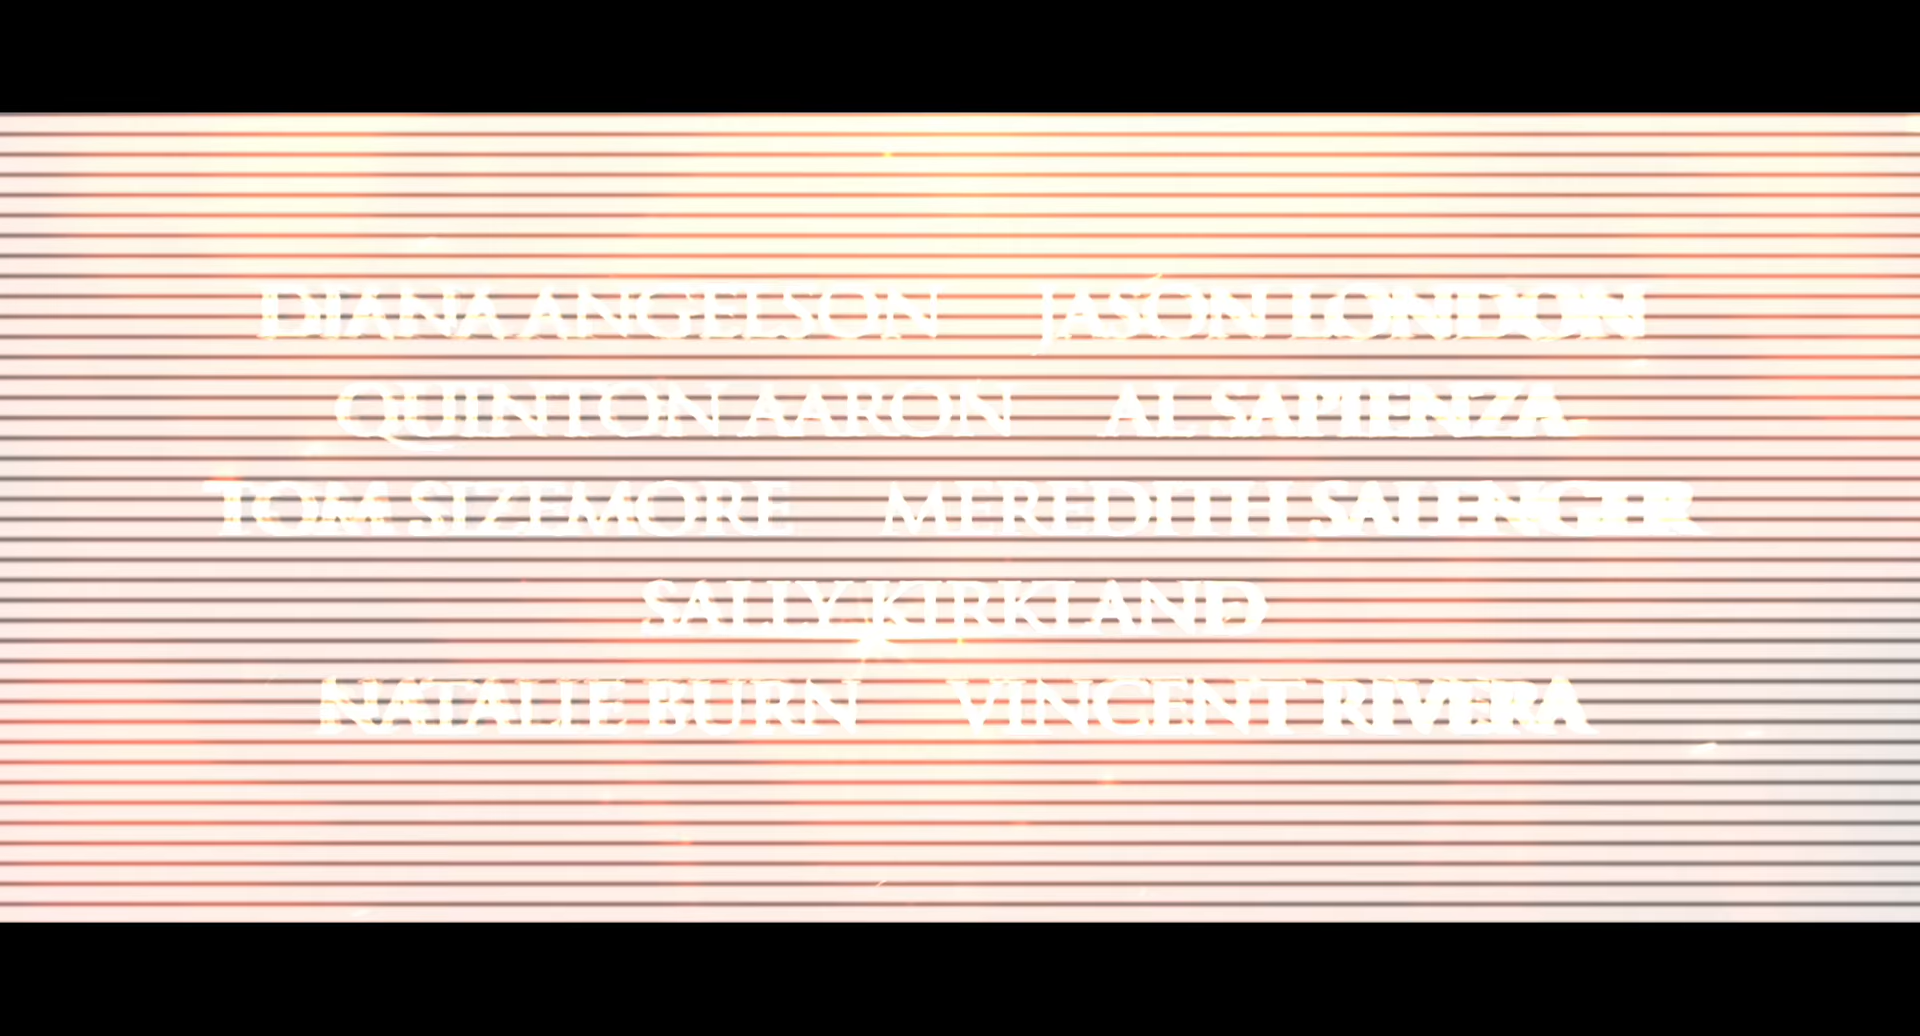 DIANA ANGELSON JASON LONDON
QUINTON AARON AL SAPIENZA
TOM SIZEMORE MEREDITH SALENGER
SALLY KIRKLAND
NATALIE BURN VINCENT RIVERA